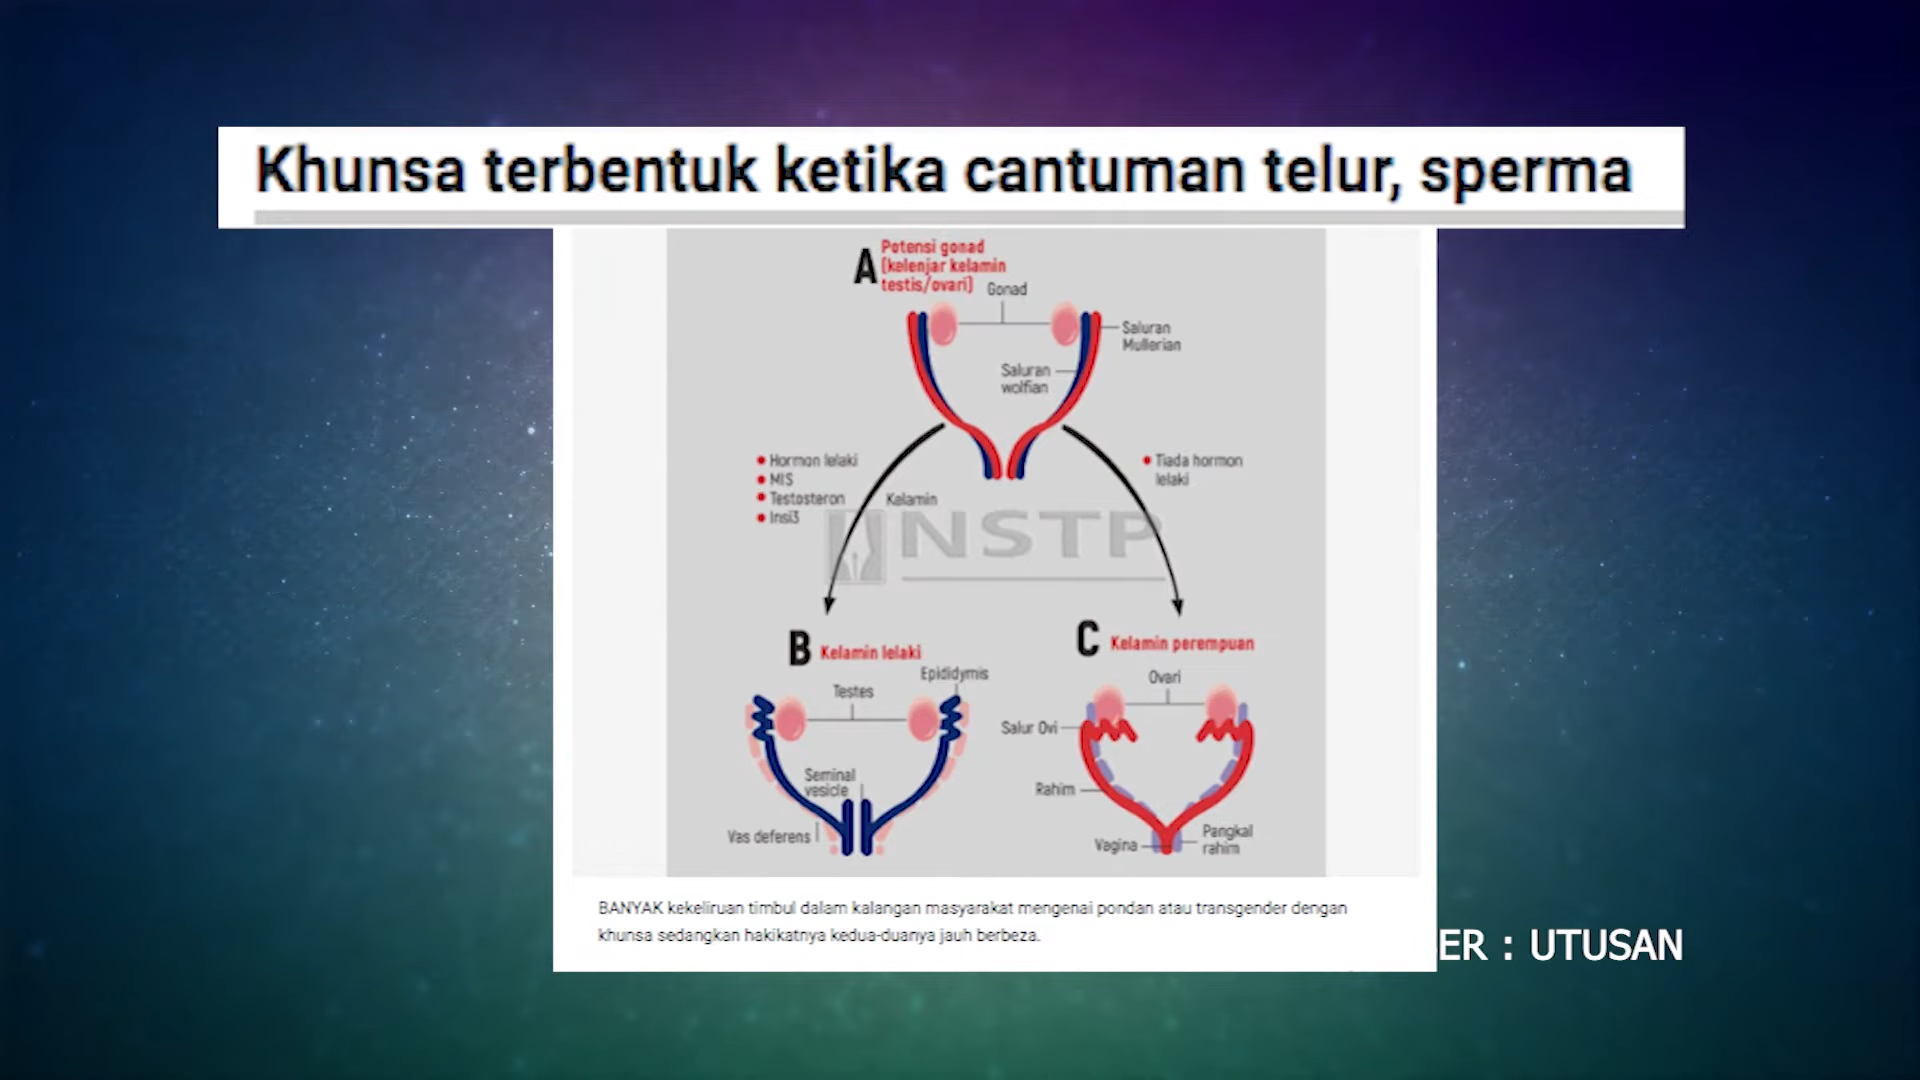 Khunsa terbentuk ketika cantuman telur, sperma
A
Potensi gonad
(kelenjar kelamin
testis/ovari)
Gonad
Saluran
Mullerian
Saluran
wolfian
Hormon lelaki
MIS
Testosteron
Insi3
Kelamin
Tiada hormon
lelaki
NSTP
B Kelamin lelaki
Epididymis
Testes
Seminal
vesicle
Vas deferens
C Kelamin perempuan
Ovari
Salur Ovi
Rahim
Vagina
Pangkal
rahim
BANYAK kekeliruan timbul dalam kalangan masyarakat mengenai pondan atau transgender dengan
khunsa sedangkan hakikatnya kedua-duanya jauh berbeza.
ER : UTUSAN